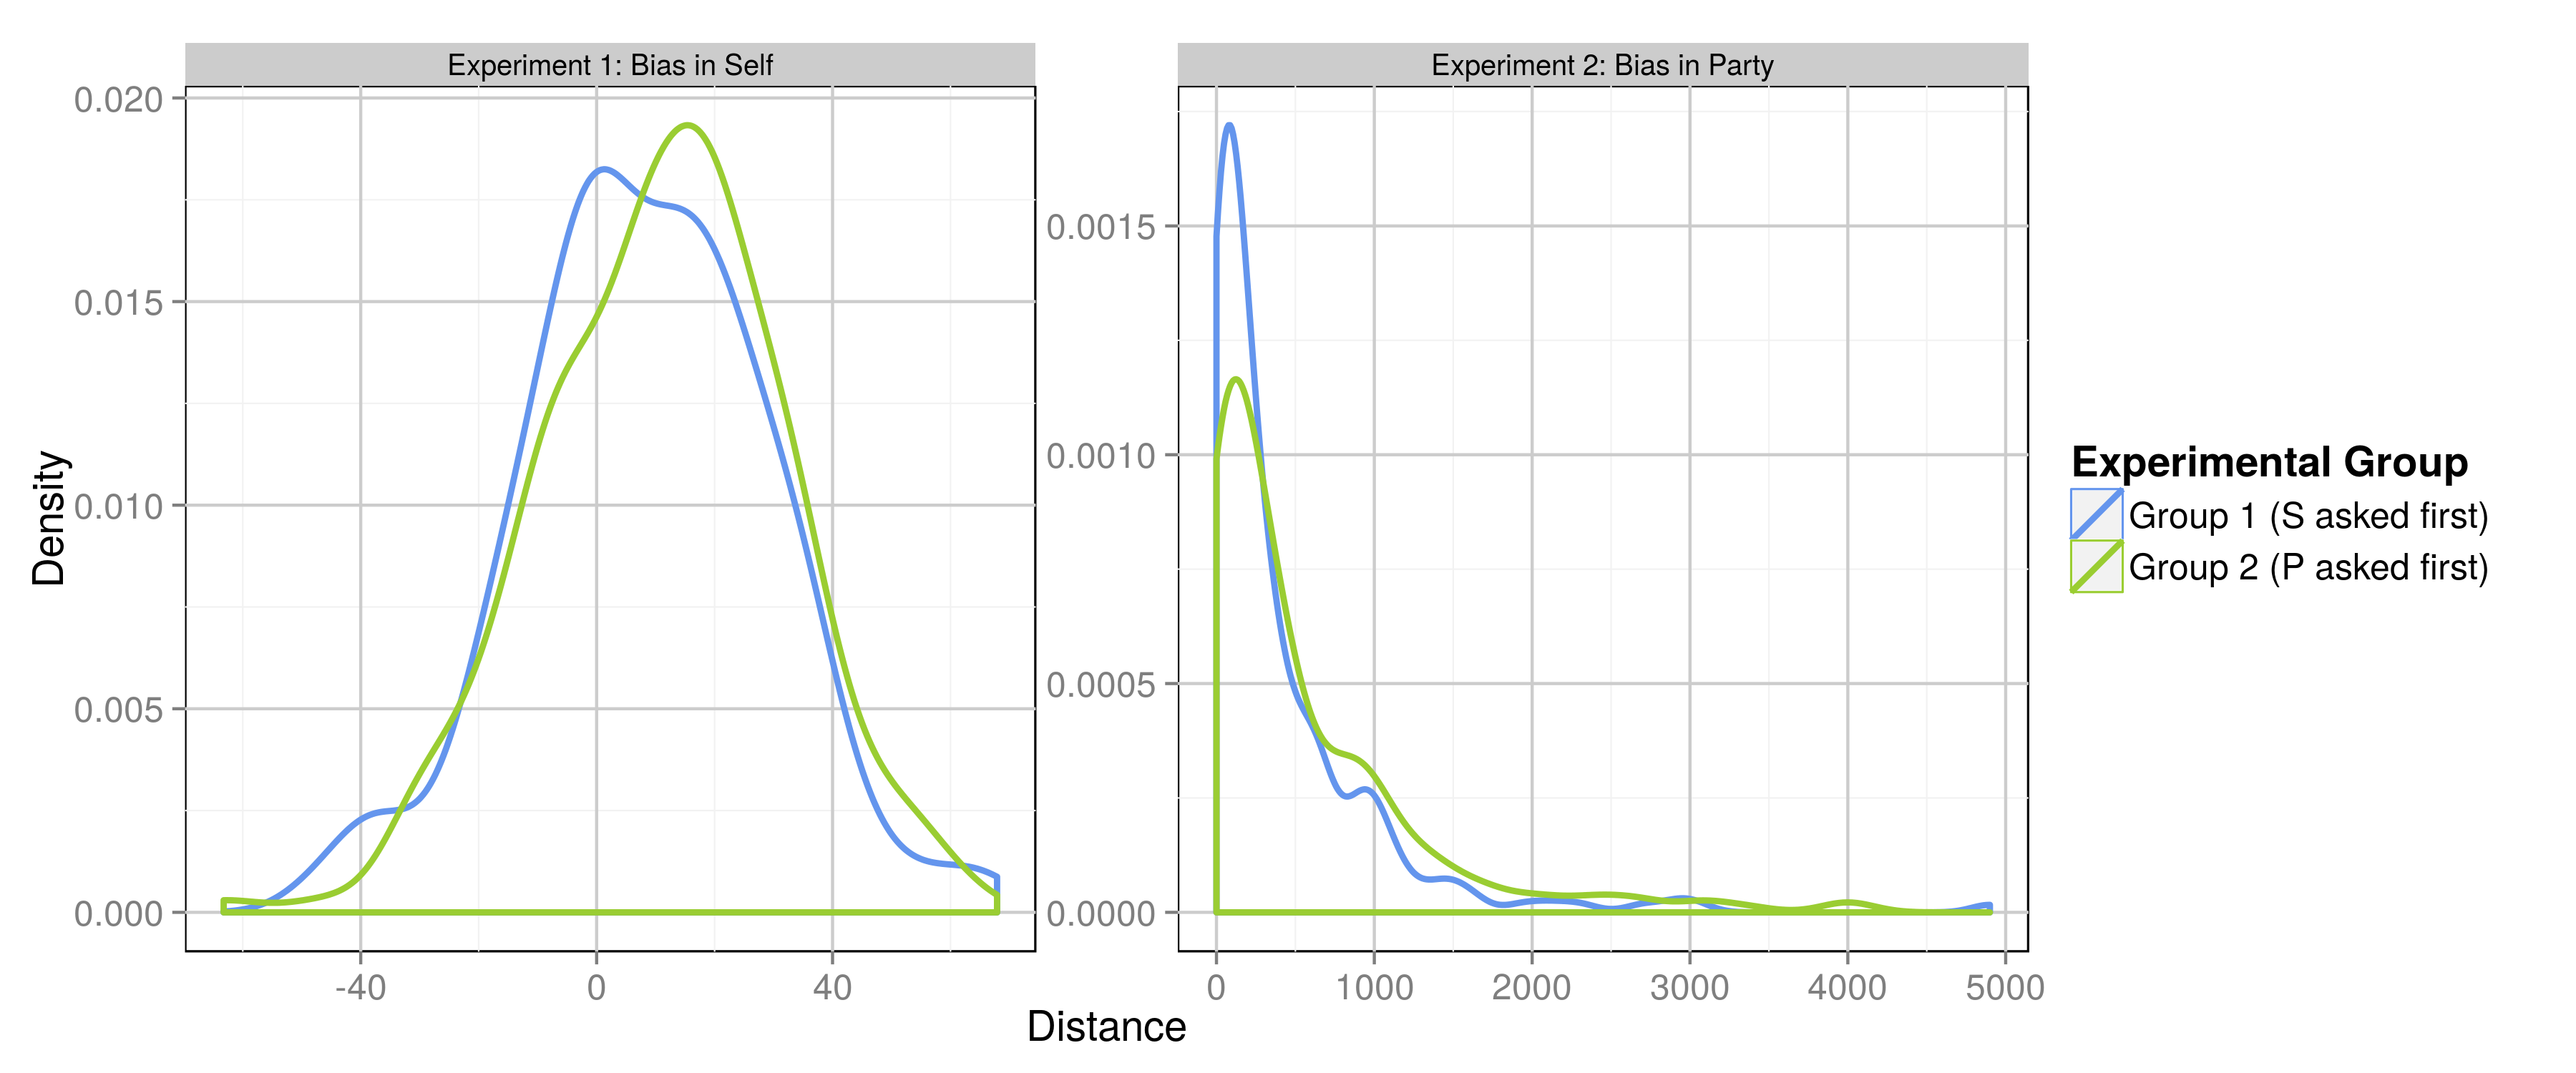 Experiment 1: Bias in Self
Experiment 2: Bias in Party
0.020
0.015
0.010
0.005
0.000
Density
-40 0 40
0.0015
0.0010
0.0005
0.0000
0 1000 2000 3000 4000 5000
Distance
Experimental Group
Group 1 (S asked first)
Group 2 (P asked first)